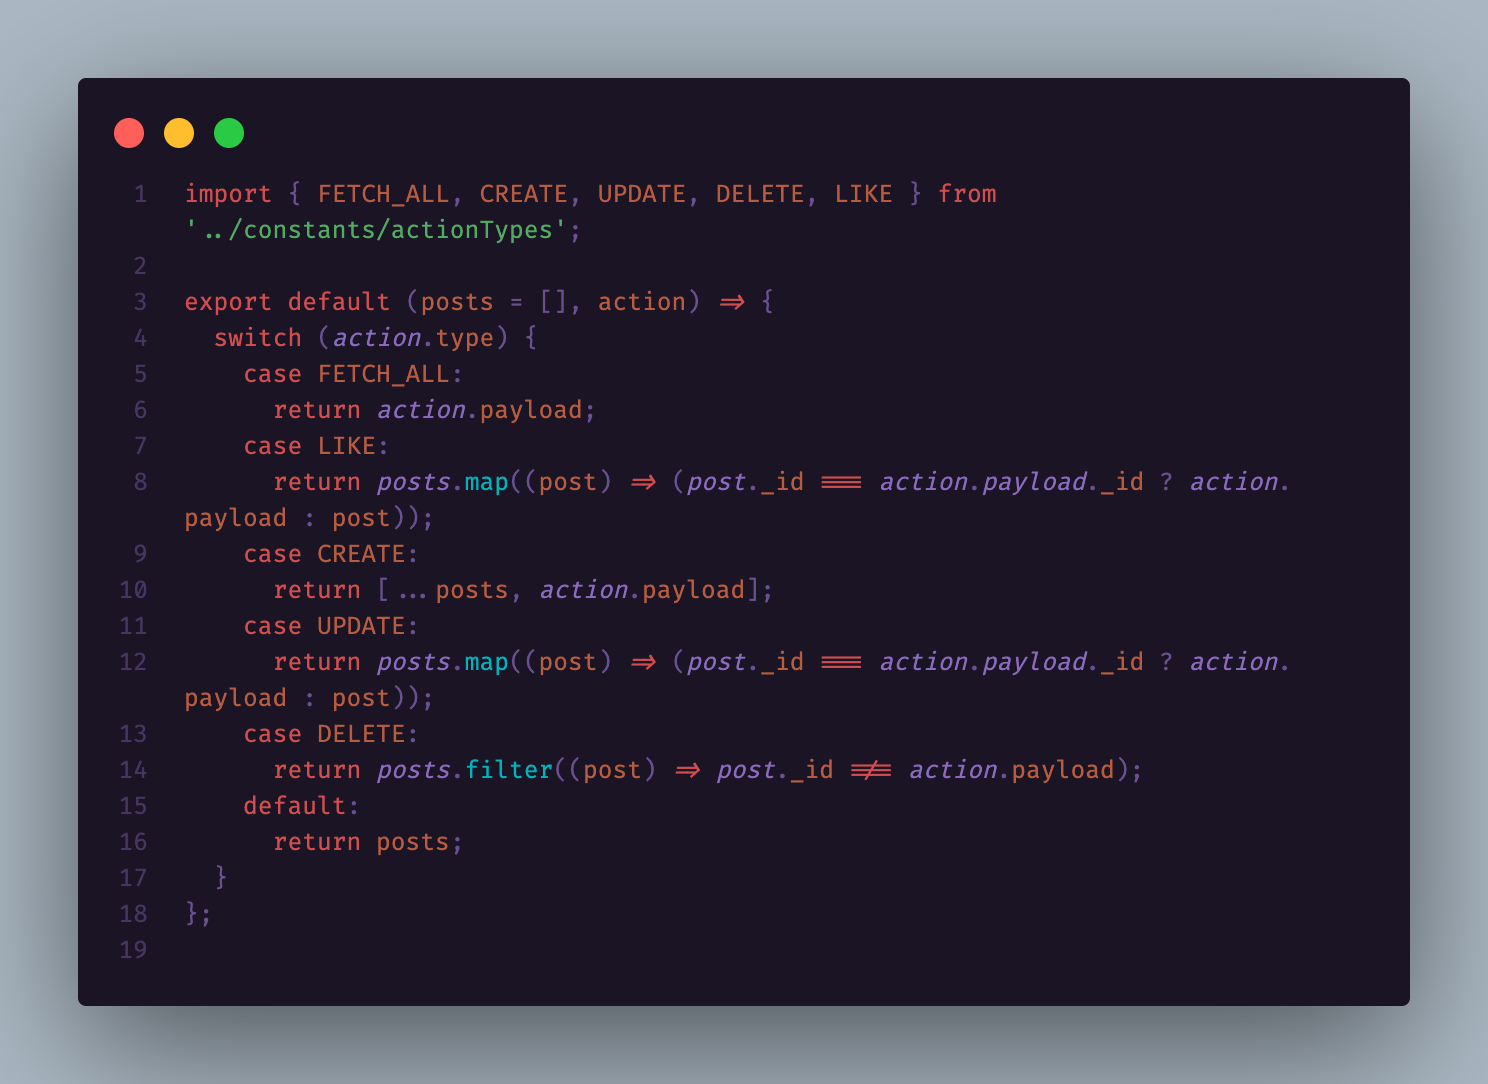 1 import { FETCH_ALL, CREATE, UPDATE, DELETE, LIKE } from
'../constants/actionTypes';
2
3 export default (posts = [], action) => {
4 switch (action.type) {
5 case FETCH_ALL:
6 return action.payload;
7 case LIKE:
8 return posts.map((post) => (post._id === action.payload._id ? action.
payload : post));
9 case CREATE:
10 return [...posts, action.payload];
11 case UPDATE:
12 return posts.map((post) => (post._id === action.payload._id ? action.
payload : post));
13 case DELETE:
14 return posts.filter((post) => post._id !== action.payload);
15 default:
16 return posts;
17 }
18 };
19